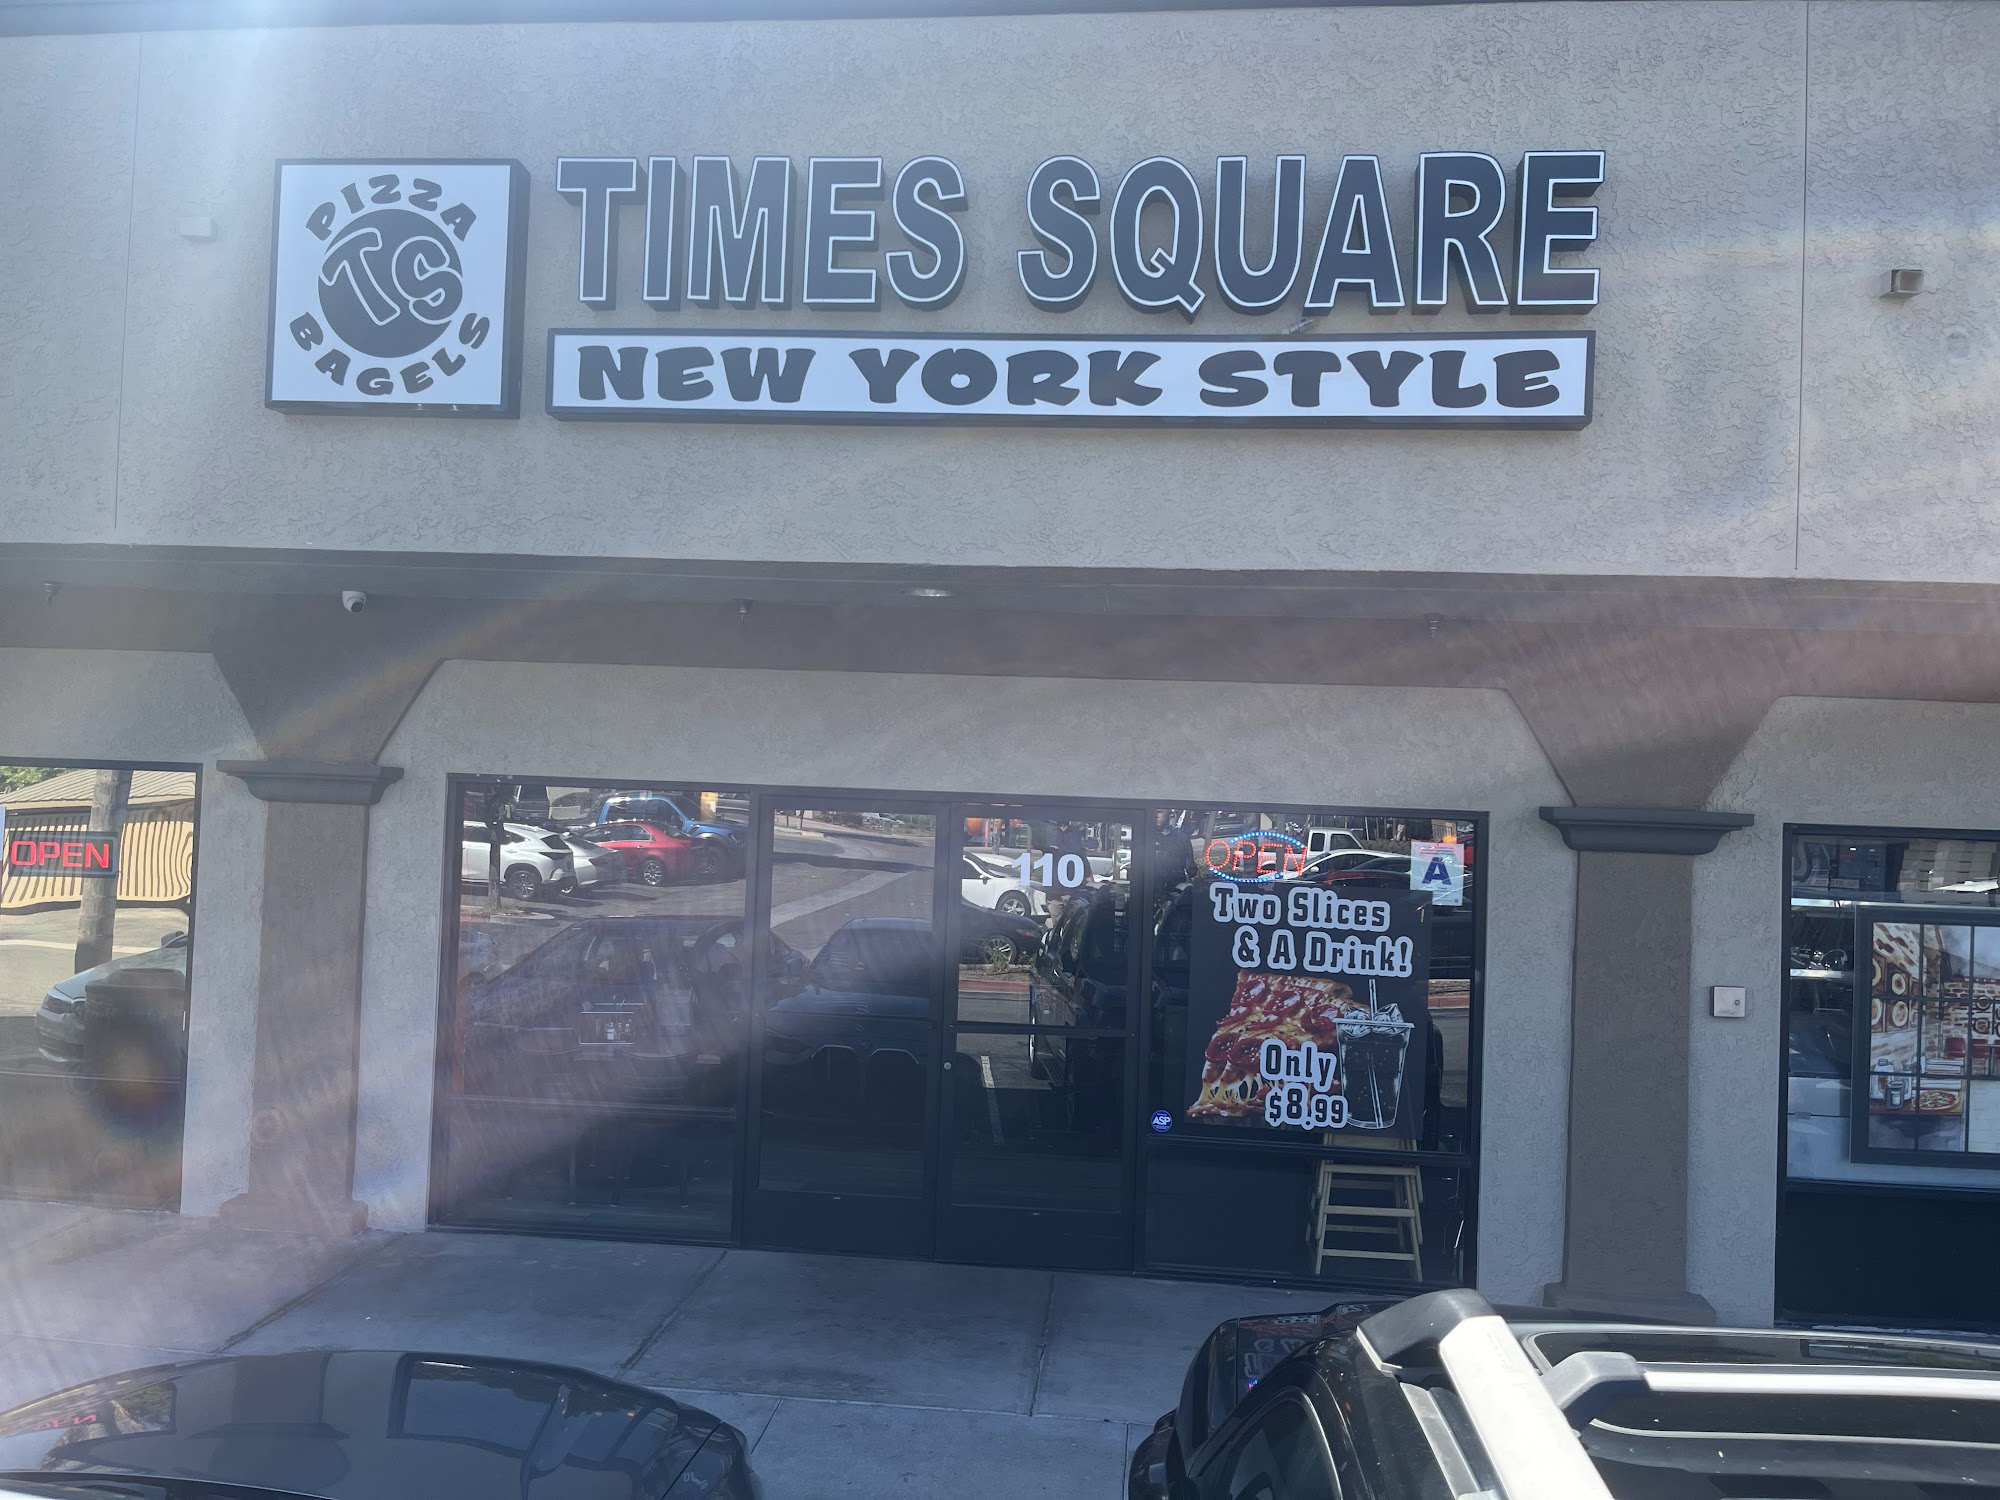 PIZZA
TS
BAGELS
TIMES SQUARE
NEW YORK STYLE
OPEN
110
OPEN
A
Two Slices
& A Drink!
Only
$8.99
ASP